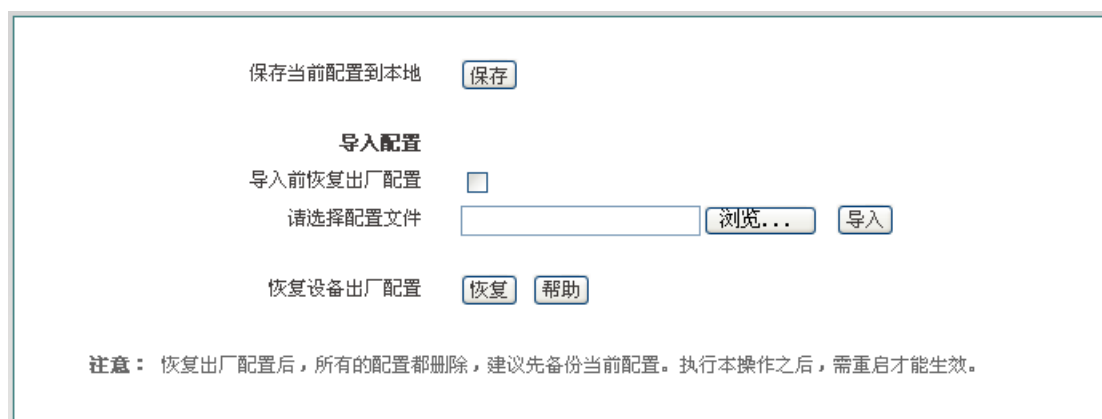 保存当前配置到本地 保存
导入配置
导入前恢复出厂配置
请选择配置文件 浏览... 导入
恢复设备出厂配置 恢复 帮助
注意： 恢复出厂配置后，所有的配置都删除，建议先备份当前配置。执行本操作之后，需重启才能生效。